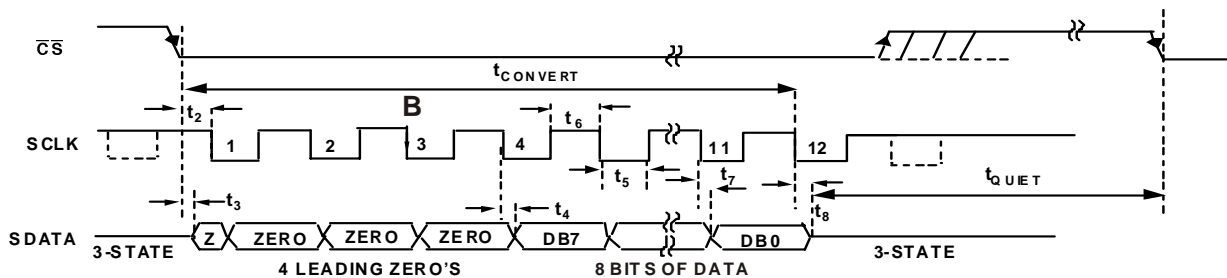 CS
tCONVERT
B
t2
t6
SCLK
1 2 3 4 11 12
t5 t7
tQUIET
t3 t4 t8
SDATA
Z ZERO ZERO ZERO DB7 DB0
3-STATE 3-STATE
4 LEADING ZERO'S 8 BITS OF DATA